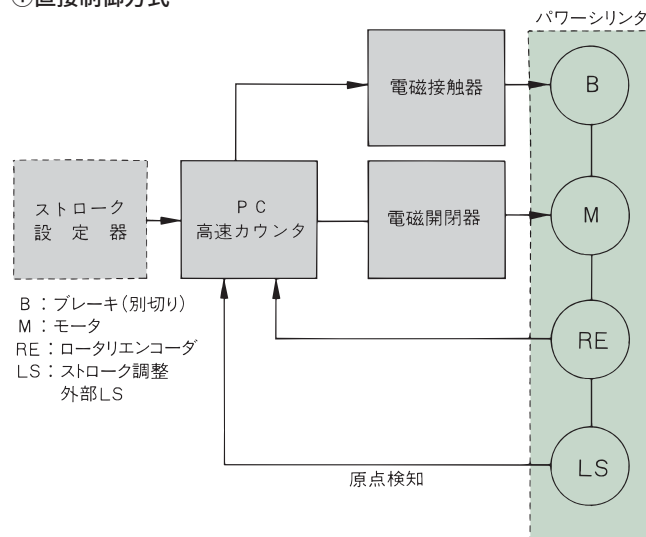 ①直接制御方式
パワーシリンダ
電磁接触器
B
ストローク
設定器
PC
高速カウンタ
電磁開閉器
M
B：ブレーキ（別切り）
M：モータ
RE：ロータリエンコーダ
LS：ストローク調整
外部LS
RE
LS
原点検知